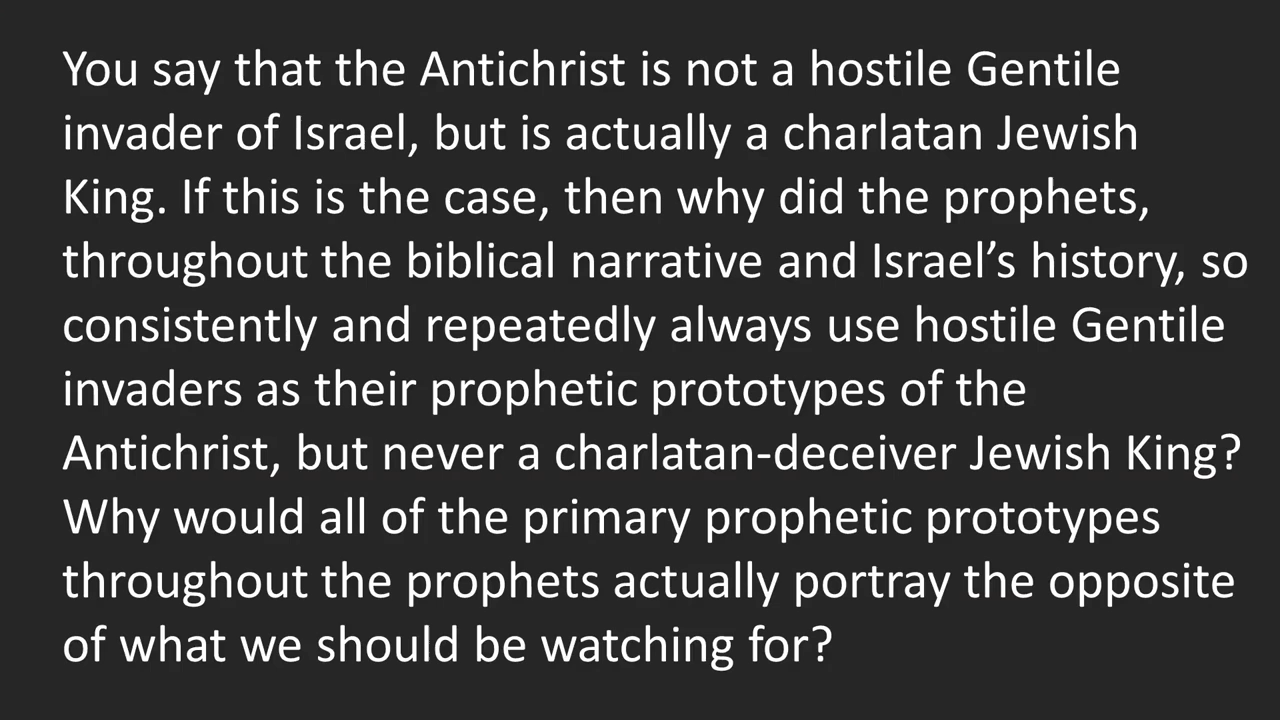 You say that the Antichrist is not a hostile Gentile
invader of Israel, but is actually a charlatan Jewish
King. If this is the case, then why did the prophets,
throughout the biblical narrative and Israel’s history, so
consistently and repeatedly always use hostile Gentile
invaders as their prophetic prototypes of the
Antichrist, but never a charlatan-deceiver Jewish King?
Why would all of the primary prophetic prototypes
throughout the prophets actually portray the opposite
of what we should be watching for?